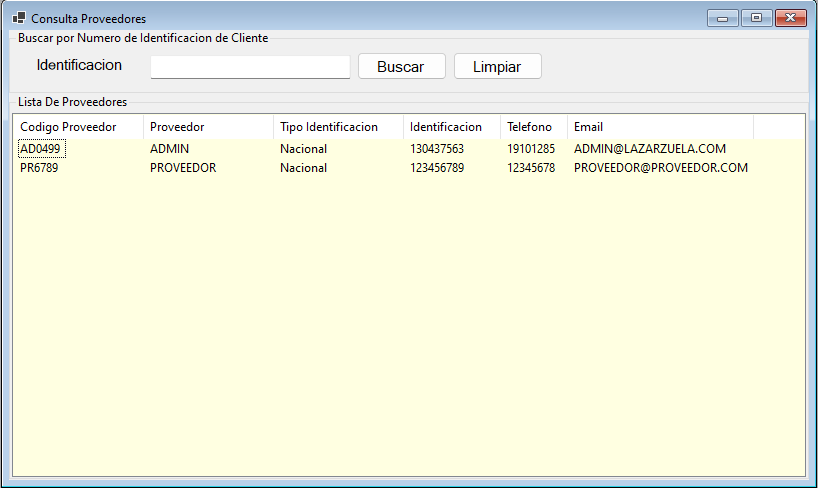 Consulta Proveedores
Buscar por Numero de Identificacion de Cliente
Identificacion Buscar Limpiar
Lista De Proveedores
Codigo Proveedor Proveedor Tipo Identificacion Identificacion Telefono Email
AD0499 ADMIN Nacional 130437563 19101285 ADMIN@LAZARZUELA.COM
PR6789 PROVEEDOR Nacional 123456789 12345678 PROVEEDOR@PROVEEDOR.COM